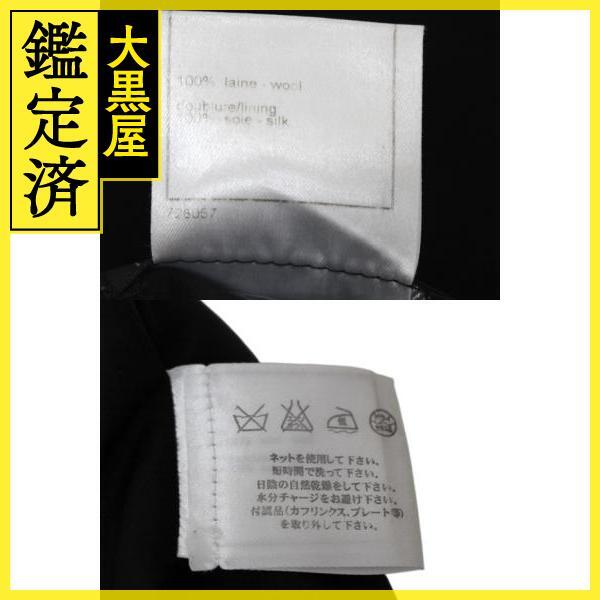 鑑定済
大黒屋
100% laine - wool
doublure/lining
100% soie - silk
728057
ネットを使用して下さい。
短時間で洗って下さい。
日陰の自然乾燥をして下さい。
水分チャージをお避け下さい。
付認品(カフリンクス、プレート等)
を取り外して下さい。